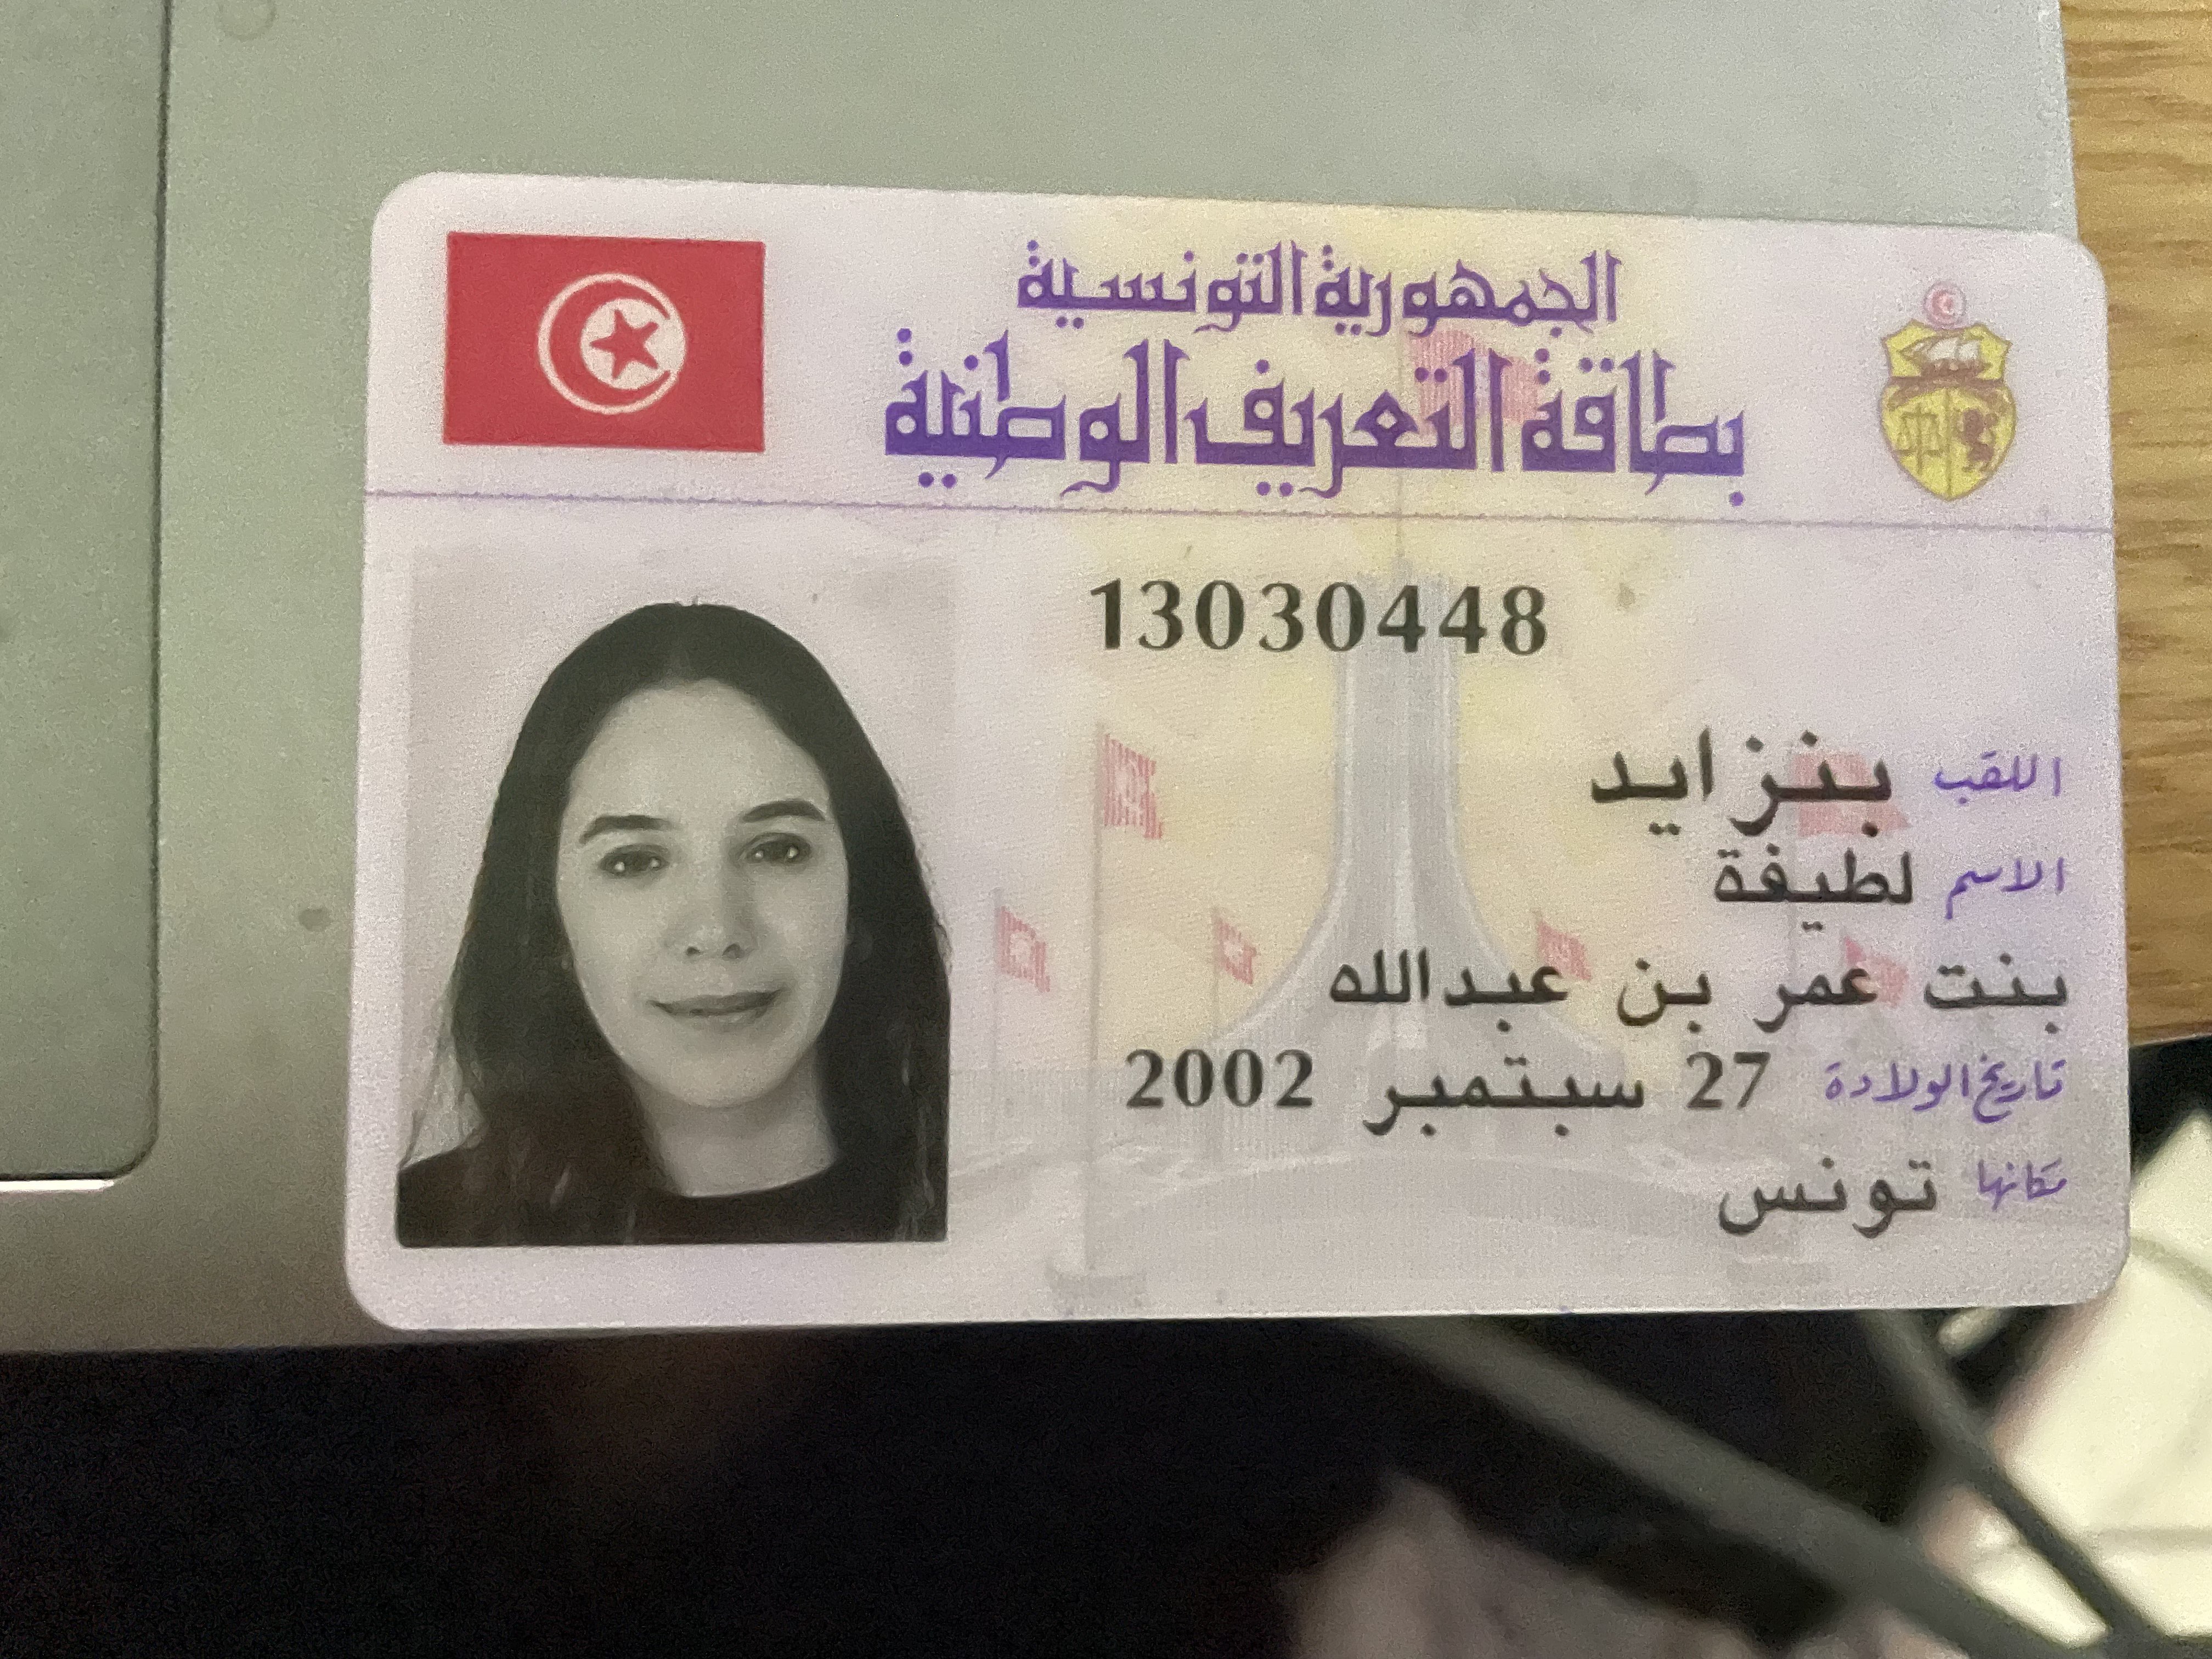 الجمهورية التونسية
بطاقة التعريف الوطنية
13030448
اللقب بنزايد
الاسم لطيفة
بنت عمر بن عبدالله
تاريخ الولادة 27 سبتمبر 2002
مكانها تونس